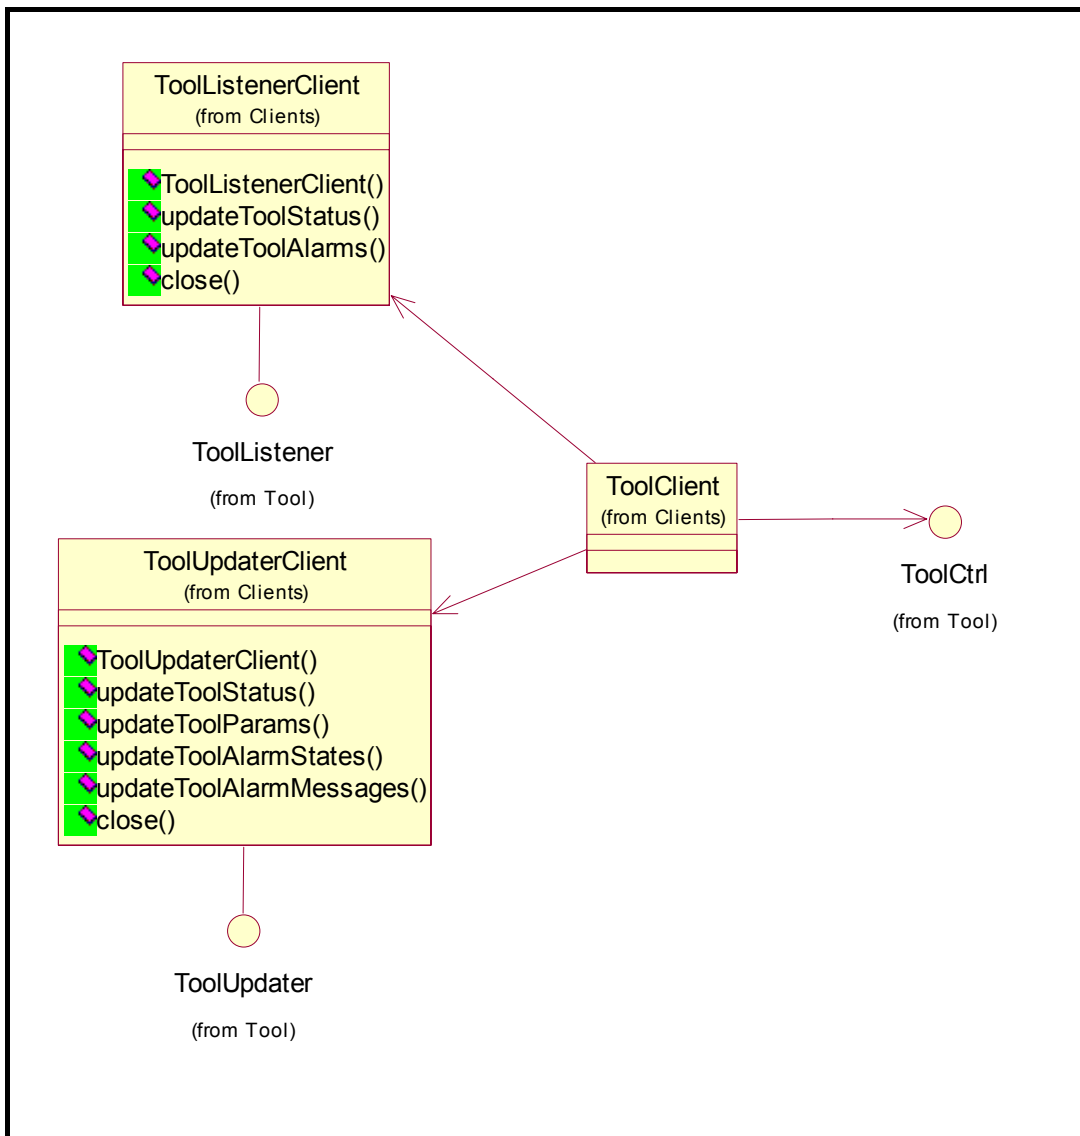 ToolListenerClient
(from Clients)
ToolListenerClient()
updateToolStatus()
updateToolAlarms()
close()
ToolListener
(from Tool)
ToolClient
(from Clients)
ToolCtrl
(from Tool)
ToolUpdaterClient
(from Clients)
ToolUpdaterClient()
updateToolStatus()
updateToolParams()
updateToolAlarmStates()
updateToolAlarmMessages()
close()
ToolUpdater
(from Tool)